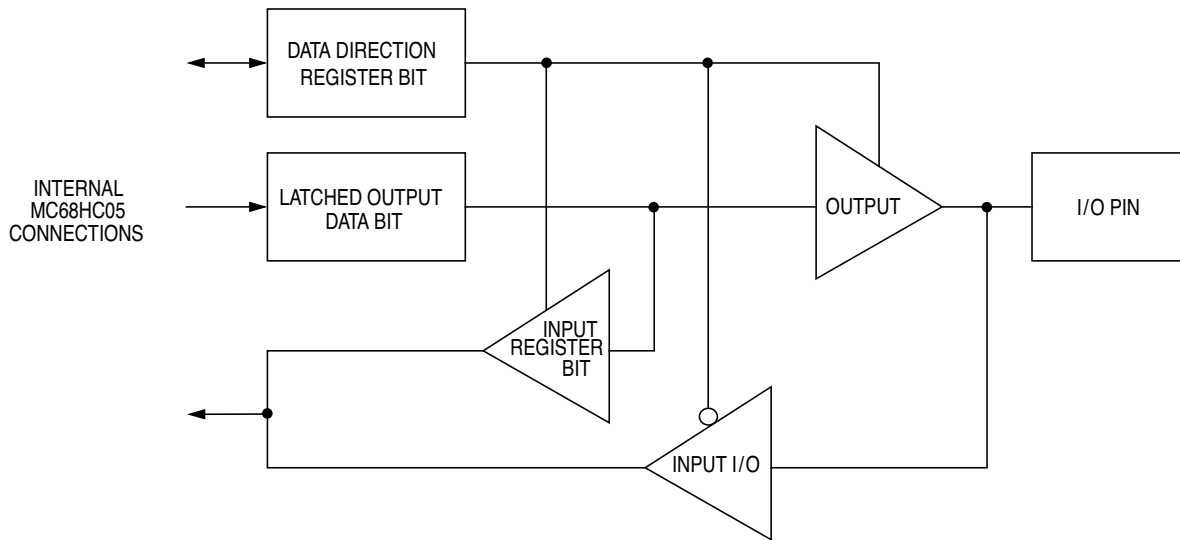 DATA DIRECTION
REGISTER BIT
INTERNAL
MC68HC05
CONNECTIONS
LATCHED OUTPUT
DATA BIT
OUTPUT
I/O PIN
INPUT
REGISTER
BIT
INPUT I/O